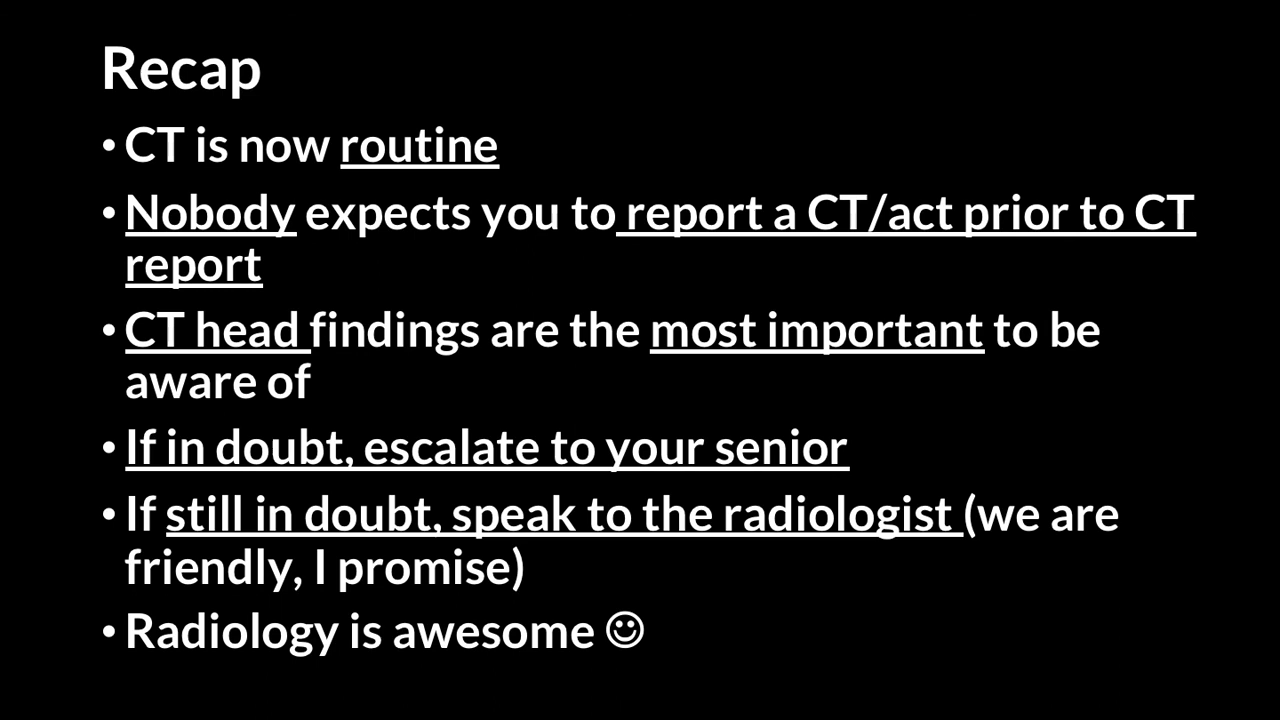 Recap
• CT is now routine
• Nobody expects you to report a CT/act prior to CT
report
• CT head findings are the most important to be
aware of
• If in doubt, escalate to your senior
• If still in doubt, speak to the radiologist (we are
friendly, I promise)
• Radiology is awesome ☺